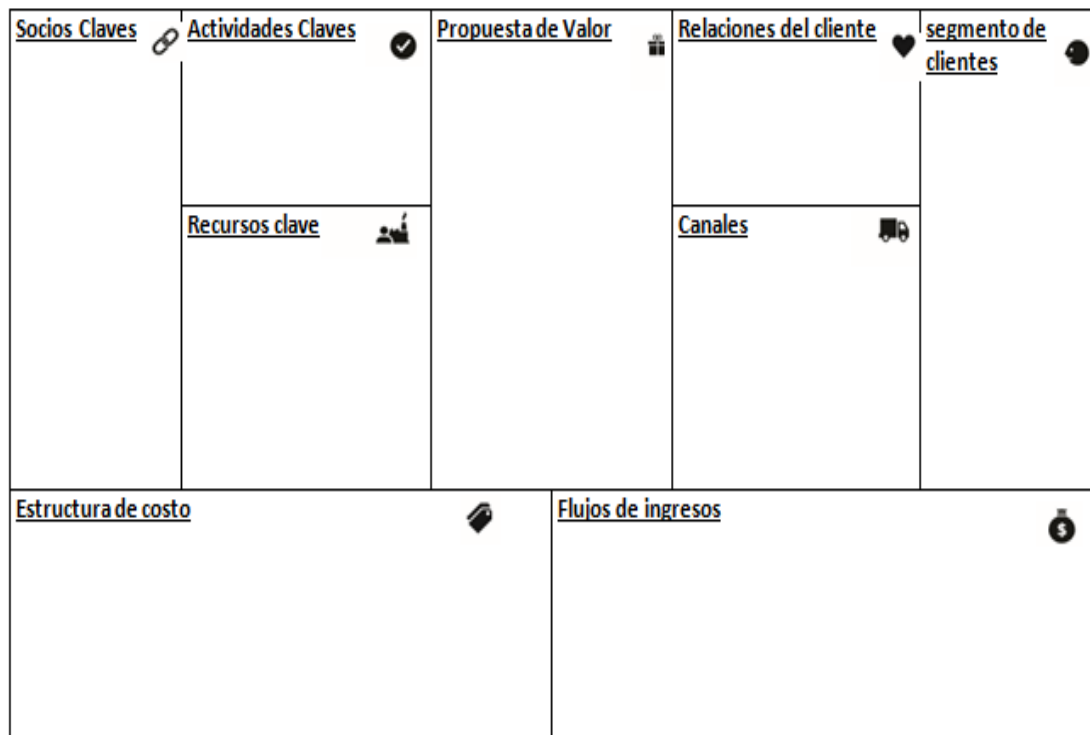 Socios Claves
Actividades Claves
Propuesta de Valor
Relaciones del cliente
segmento de
clientes
Recursos clave
Canales
Estructura de costo
Flujos de ingresos
$